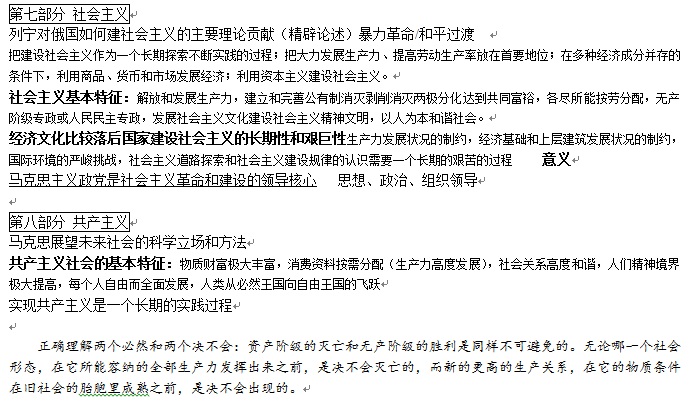 第七部分 社会主义
列宁对俄国如何建社会主义的主要理论贡献（精辟论述）暴力革命/和平过渡
把建设社会主义作为一个长期探索不断实践的过程；把大力发展生产力、提高劳动生产率放在首要地位；在多种经济成分并存的
条件下，利用商品、货币和市场发展经济；利用资本主义建设社会主义。
社会主义基本特征：解放和发展生产力，建立和完善公有制消灭剥削消灭两极分化达到共同富裕，各尽所能按劳分配，无产
阶级专政或人民民主专政，发展社会主义文化建设社会主义精神文明，以人为本和谐社会。
经济文化比较落后国家建设社会主义的长期性和艰巨性生产力发展状况的制约，经济基础和上层建筑发展状况的制约，
国际环境的严峻挑战，社会主义道路探索和社会主义建设规律的认识需要一个长期的艰苦的过程 意义
马克思主义政党是社会主义革命和建设的领导核心 思想、政治、组织领导
第八部分 共产主义
马克思展望未来社会的科学立场和方法
共产主义社会的基本特征：物质财富极大丰富，消费资料按需分配（生产力高度发展），社会关系高度和谐，人们精神境界
极大提高，每个人自由而全面发展，人类从必然王国向自由王国的飞跃
实现共产主义是一个长期的实践过程
正确理解两个必然和两个决不会：资产阶级的灭亡和无产阶级的胜利是同样不可避免的。无论哪一个社会
形态，在它所能容纳的全部生产力发挥出来之前，是决不会灭亡的，而新的更高的生产关系，在它的物质条件
在旧社会的胎胞里成熟之前，是决不会出现的。